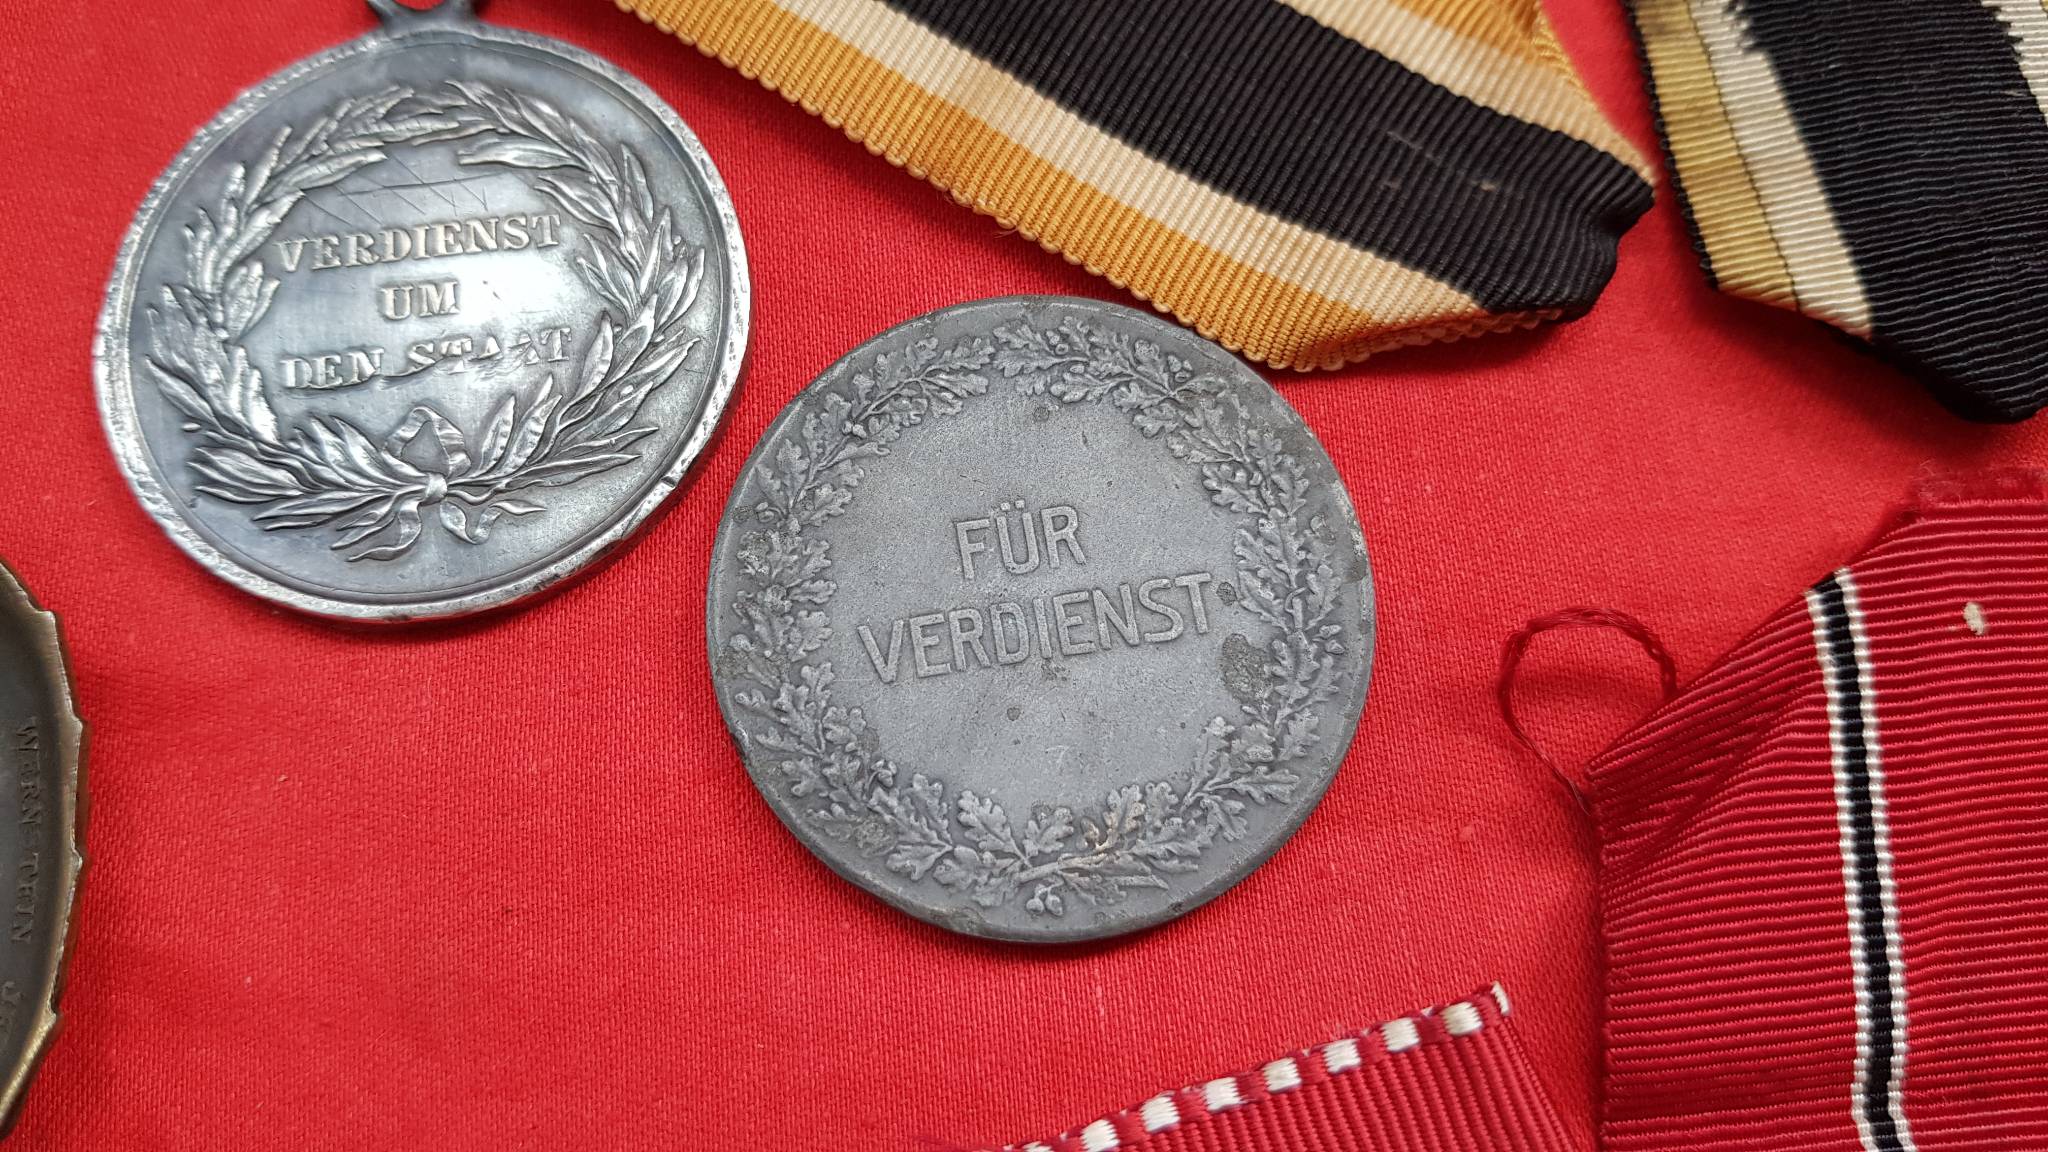 VERDIENST
UM
DEN STAAT
FÜR
VERDIENST